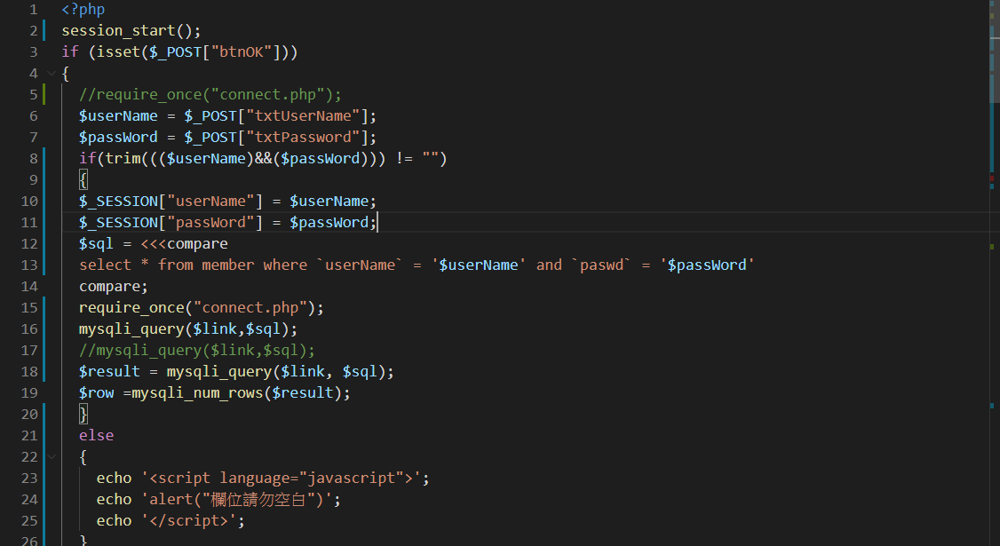 1 <?php
2 session_start();
3 if (isset($_POST["btnOK"]))
4 {
5 //require_once("connect.php");
6 $userName = $_POST["txtUserName"];
7 $passWord = $_POST["txtPassword"];
8 if(trim((($userName)&&($passWord))) != "")
9 {
10 $_SESSION["userName"] = $userName;
11 $_SESSION["passWord"] = $passWord;
12 $sql = <<<compare
13 select * from member where `userName` = '$userName' and `paswd` = '$passWord'
14 compare;
15 require_once("connect.php");
16 mysqli_query($link,$sql);
17 //mysqli_query($link,$sql);
18 $result = mysqli_query($link, $sql);
19 $row =mysqli_num_rows($result);
20 }
21 else
22 {
23 echo '<script language="javascript">';
24 echo 'alert("欄位請勿空白")';
25 echo '</script>';
26 }